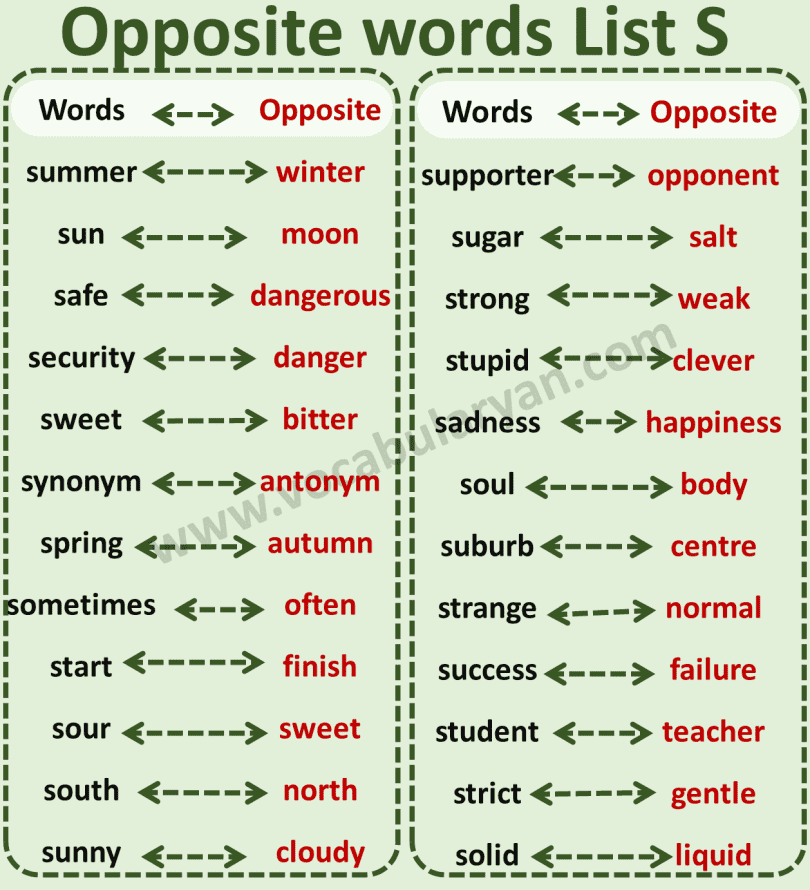 Opposite words List S
Words Opposite
summer winter
sun moon
safe dangerous
security danger
sweet bitter
synonym antonym
spring autumn
sometimes often
start finish
sour sweet
south north
sunny cloudy
Words Opposite
supporter opponent
sugar salt
strong weak
stupid clever
sadness happiness
soul body
suburb centre
strange normal
success failure
student teacher
strict gentle
solid liquid
www.vocabularyan.com